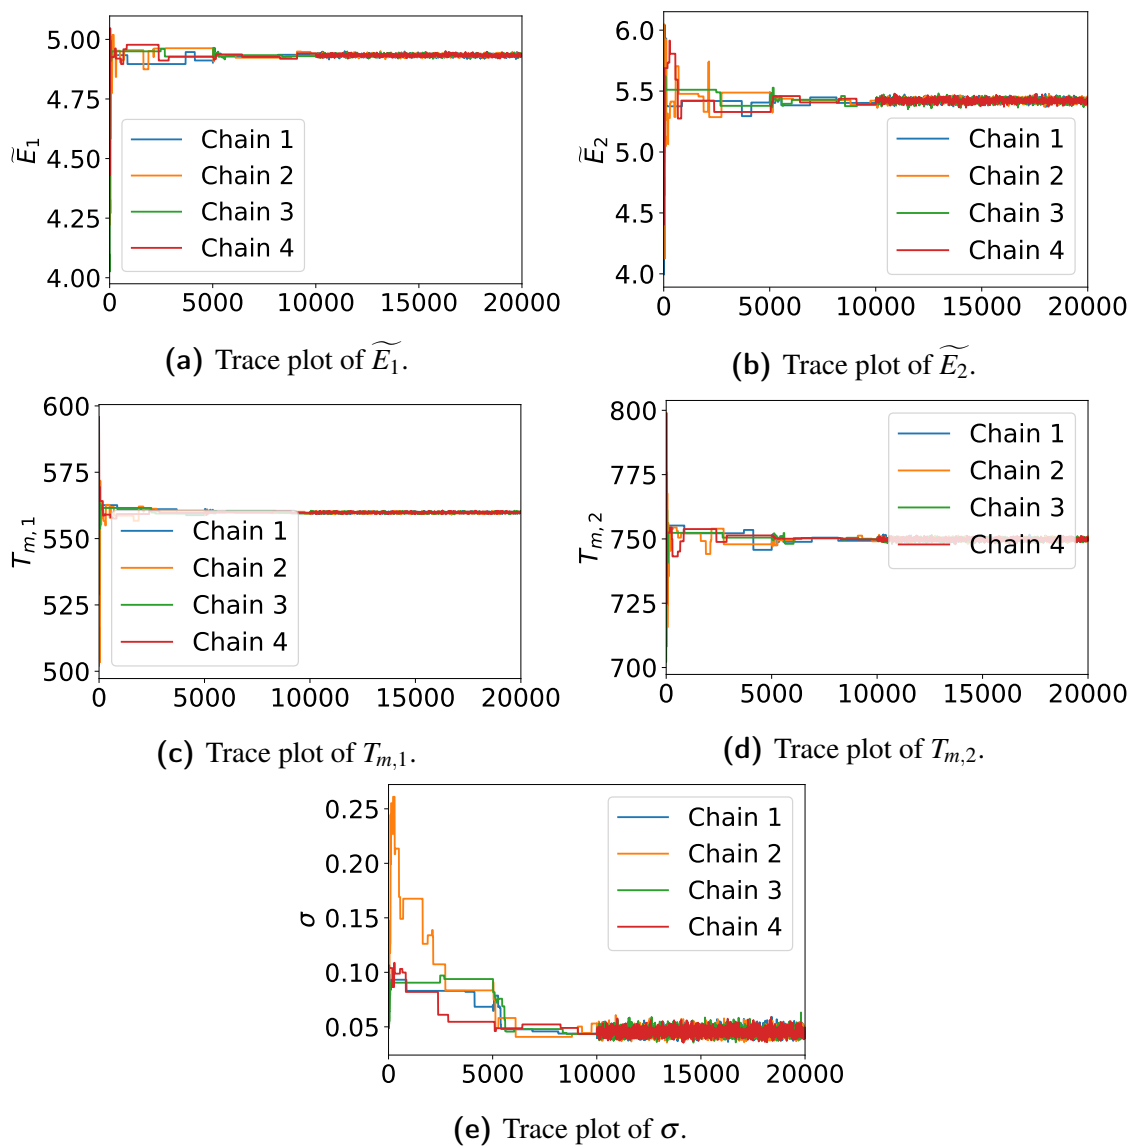 5.00
4.75
4.50
4.25
4.00
Ẽ₁
Chain 1
Chain 2
Chain 3
Chain 4
0 5000 10000 15000 20000
(a) Trace plot of Ẽ₁.
6.0
5.5
5.0
4.5
4.0
Ẽ₂
Chain 1
Chain 2
Chain 3
Chain 4
0 5000 10000 15000 20000
(b) Trace plot of Ẽ₂.
600
575
550
525
500
Tₘ,₁
Chain 1
Chain 2
Chain 3
Chain 4
0 5000 10000 15000 20000
(c) Trace plot of Tₘ,₁.
800
775
750
725
700
Tₘ,₂
Chain 1
Chain 2
Chain 3
Chain 4
0 5000 10000 15000 20000
(d) Trace plot of Tₘ,₂.
0.25
0.20
0.15
0.10
0.05
σ
Chain 1
Chain 2
Chain 3
Chain 4
0 5000 10000 15000 20000
(e) Trace plot of σ.